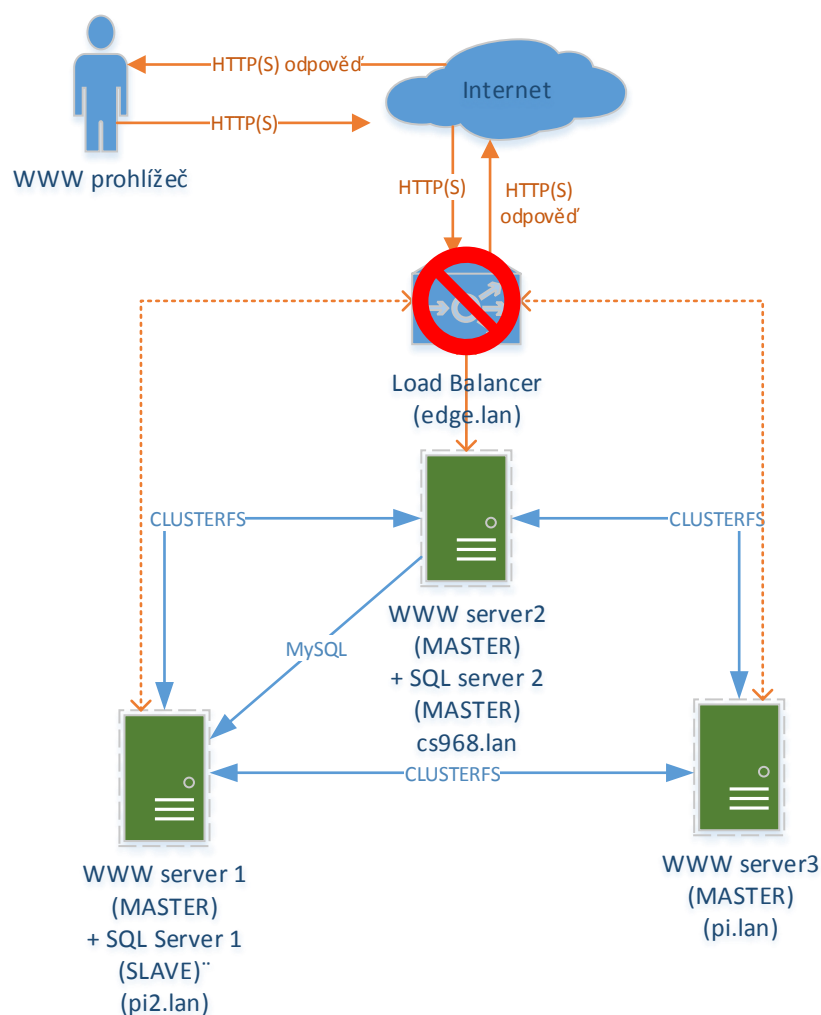 HTTP(S) odpověď
Internet
HTTP(S)
WWW prohlížeč
HTTP(S)
HTTP(S)
odpověď
Load Balancer
(edge.lan)
CLUSTERFS
CLUSTERFS
WWW server2
(MASTER)
+ SQL server 2
(MASTER)
cs968.lan
MySQL
CLUSTERFS
WWW server 1
(MASTER)
+ SQL Server 1
(SLAVE)¨
(pi2.lan)
WWW server3
(MASTER)
(pi.lan)